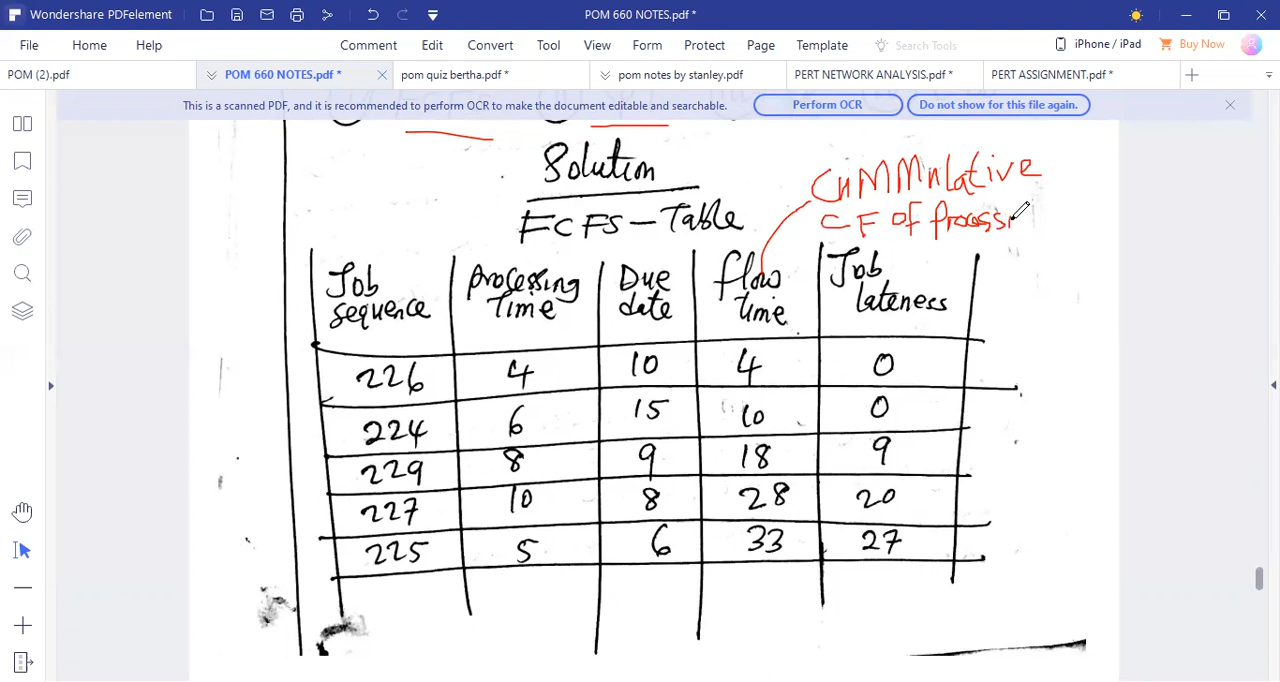 Wondershare PDFelement
POM 660 NOTES.pdf *
File Home Help Comment Edit Convert Tool View Form Protect Page Template Search Tools iPhone / iPad Buy Now
POM (2).pdf POM 660 NOTES.pdf * pom quiz bertha.pdf * pom notes by stanley.pdf PERT NETWORK ANALYSIS.pdf * PERT ASSIGNMENT.pdf *
This is a scanned PDF, and it is recommended to perform OCR to make the document editable and searchable. Perform OCR Do not show for this file again.
Solution
CuMMulative
FCFS - Table
CF of Processi
Job sequence Processing Time Due date flow time Job lateness
226 4 10 4 0
224 6 15 10 0
229 8 9 18 9
227 10 8 28 20
225 5 6 33 27